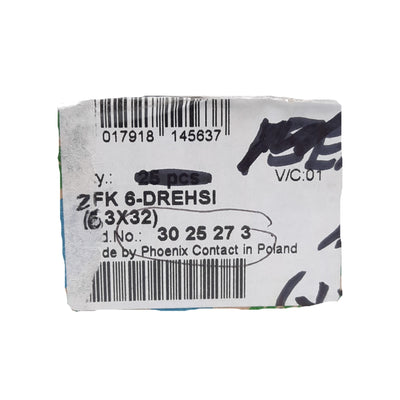 017918 145637
y.: 25 pcs
V/C:01
ZFK 6-DREHSI
(6 3X32)
d.No.: 30 25 27 3
de by Phoenix Contact in Poland